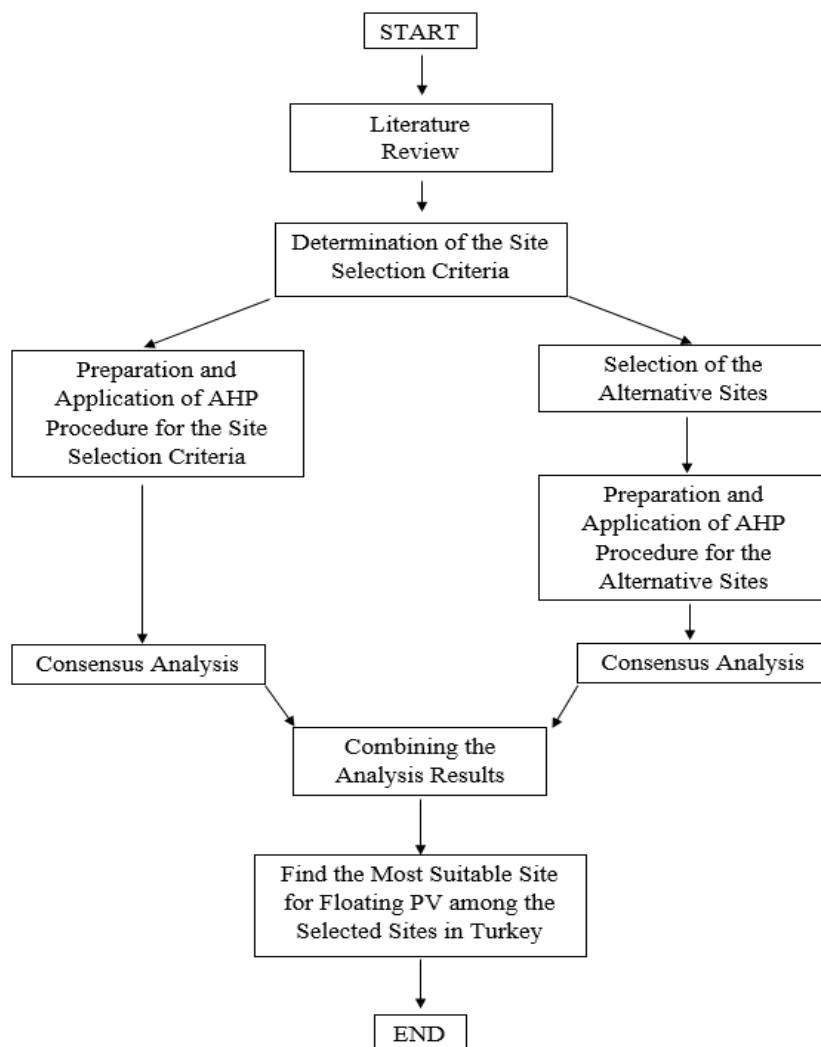 START
Literature
Review
Determination of the Site
Selection Criteria
Preparation and
Application of AHP
Procedure for the Site
Selection Criteria
Selection of the
Alternative Sites
Preparation and
Application of AHP
Procedure for the
Alternative Sites
Consensus Analysis
Consensus Analysis
Combining the
Analysis Results
Find the Most Suitable Site
for Floating PV among the
Selected Sites in Turkey
END